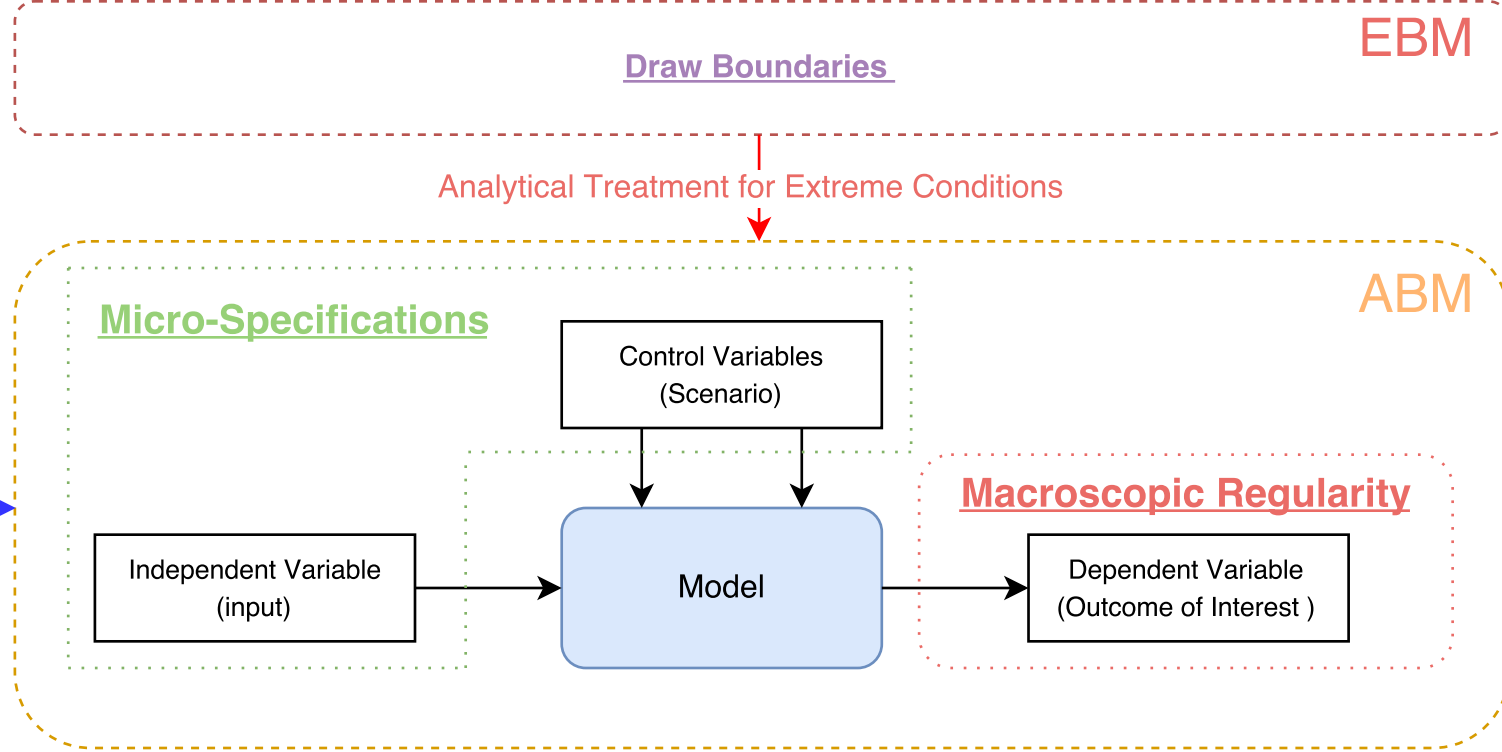 EBM
Draw Boundaries
Analytical Treatment for Extreme Conditions
ABM
Micro-Specifications
Control Variables
(Scenario)
Macroscopic Regularity
Independent Variable
(input)
Model
Dependent Variable
(Outcome of Interest )